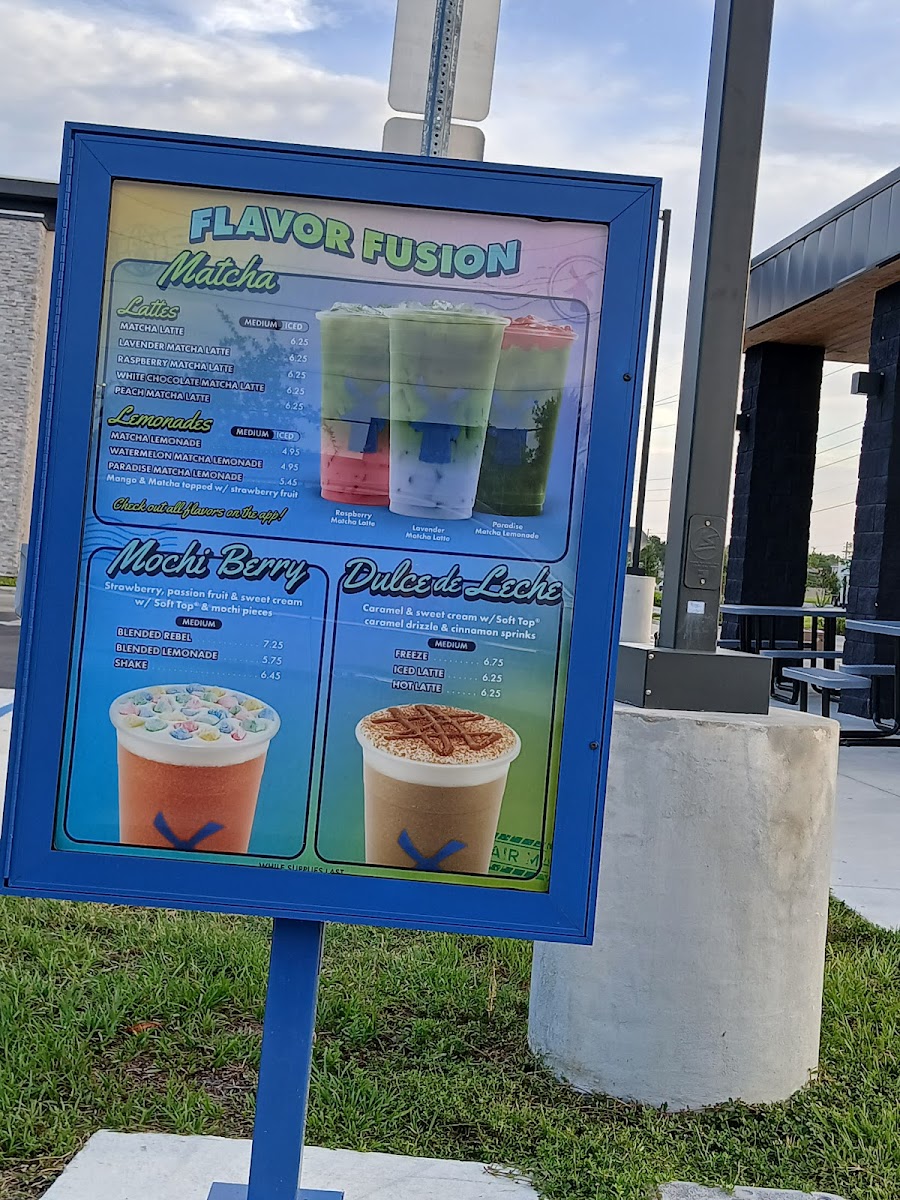 FLAVOR FUSION
Matcha
Lattes
MEDIUM ICED
MATCHA LATTE 6.25
LAVENDER MATCHA LATTE 6.25
RASPBERRY MATCHA LATTE 6.25
WHITE CHOCOLATE MATCHA LATTE 6.25
PEACH MATCHA LATTE 6.25
Lemonades
MEDIUM ICED
MATCHA LEMONADE 4.95
WATERMELON MATCHA LEMONADE 4.95
PARADISE MATCHA LEMONADE 5.45
Mango & Matcha topped w/ strawberry fruit
Check out all flavors on the app!
Raspberry
Matcha Latte
Lavender
Matcha Latte
Paradise
Matcha Lemonade
Mochi Berry
Strawberry, passion fruit & sweet cream
w/ Soft Top® & mochi pieces
MEDIUM
BLENDED REBEL . . . . . . . . . . 7.25
BLENDED LEMONADE . . . . . . 5.75
SHAKE . . . . . . . . . . . . . . . 6.45
Dulce de Leche
Caramel & sweet cream w/ Soft Top®
caramel drizzle & cinnamon sprinks
MEDIUM
FREEZE . . . . . . . . . . 6.75
ICED LATTE . . . . . . 6.25
HOT LATTE . . . . . . 6.25
AIR M
WHILE SUPPLIES LAST